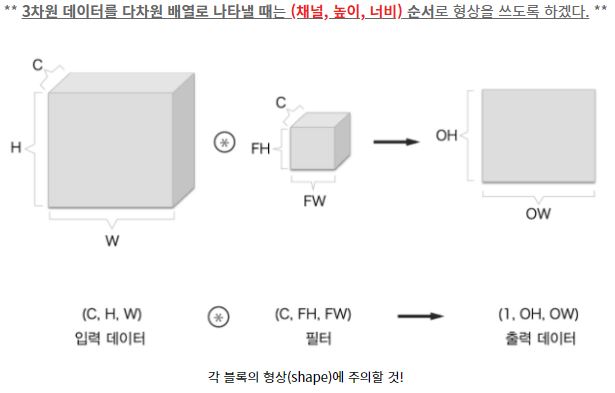 ** 3차원 데이터를 다차원 배열로 나타낼 때는 (채널, 높이, 너비) 순서로 형상을 쓰도록 하겠다. **
C
H
W
⊛
C
FH
FW
OH
OW
(C, H, W) ⊛ (C, FH, FW) (1, OH, OW)
입력 데이터 필터 출력 데이터
각 블록의 형상(shape)에 주의할 것!